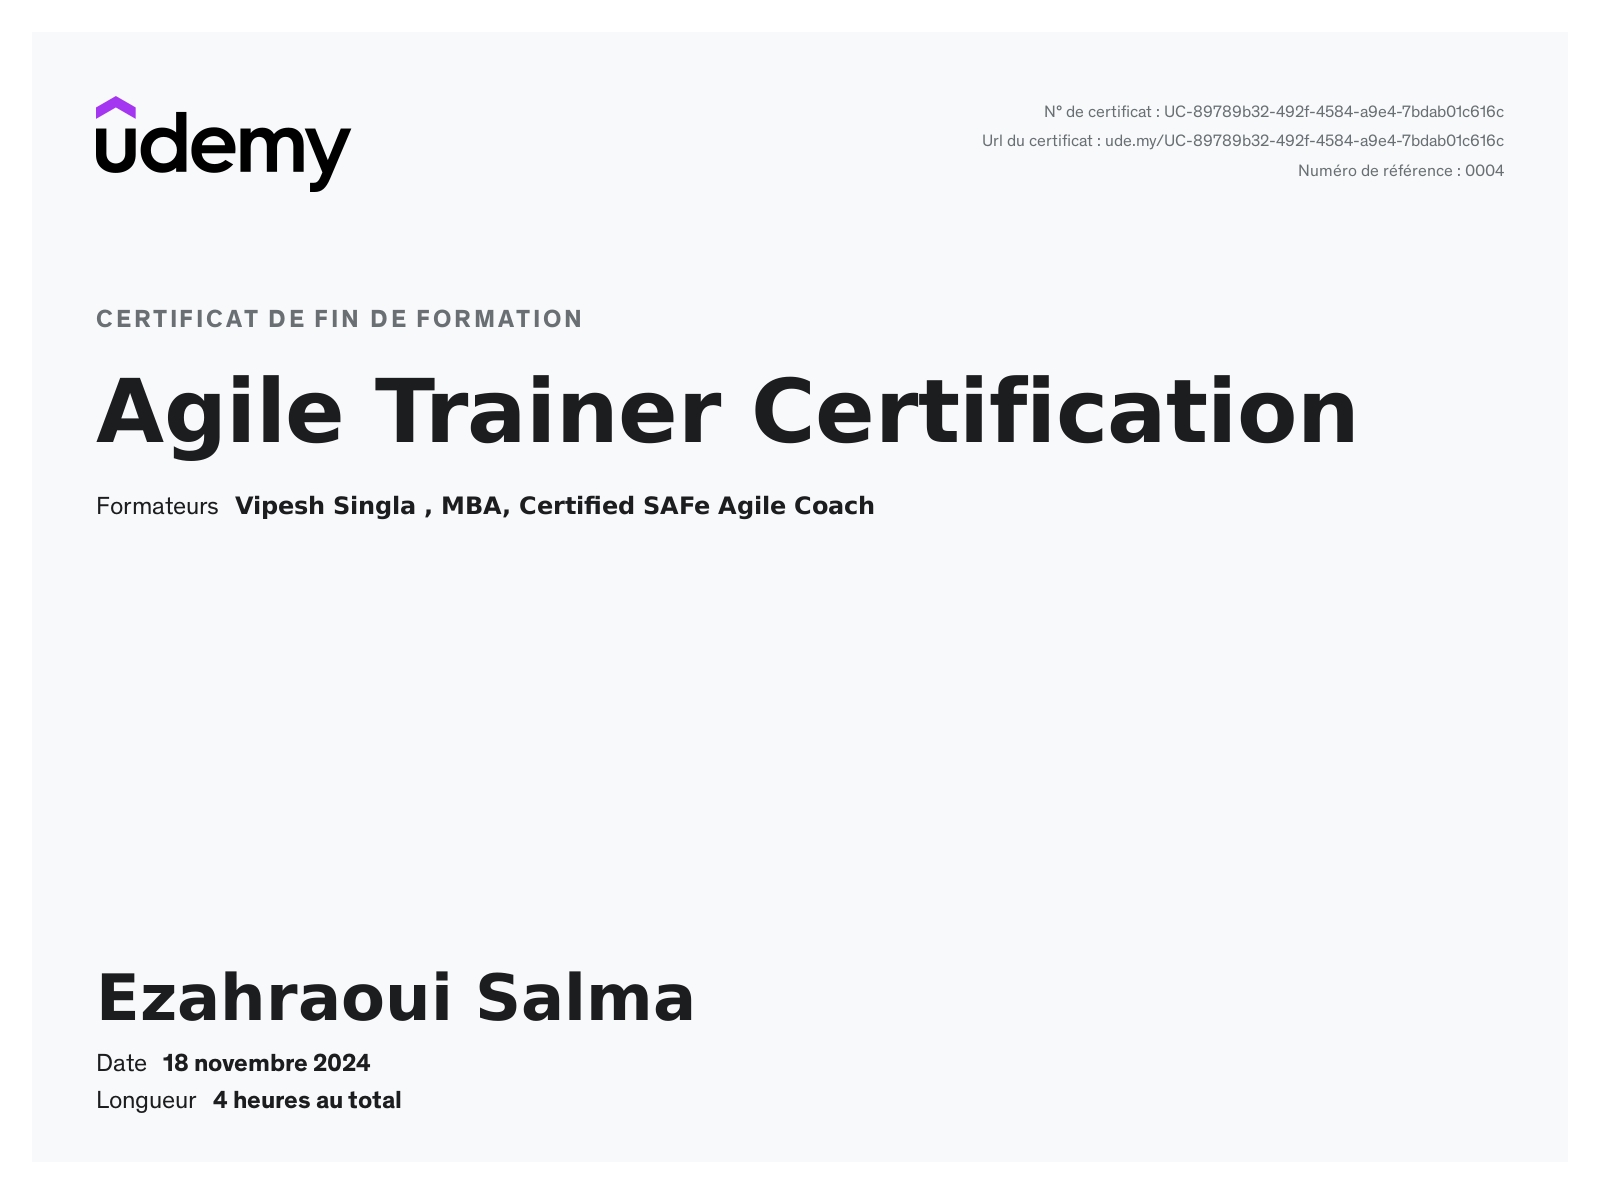 udemy
N° de certificat : UC-89789b32-492f-4584-a9e4-7bdab01c616c
Url du certificat : ude.my/UC-89789b32-492f-4584-a9e4-7bdab01c616c
Numéro de référence : 0004
CERTIFICAT DE FIN DE FORMATION
Agile Trainer Certification
Formateurs Vipesh Singla , MBA, Certified SAFe Agile Coach
Ezahraoui Salma
Date 18 novembre 2024
Longueur 4 heures au total